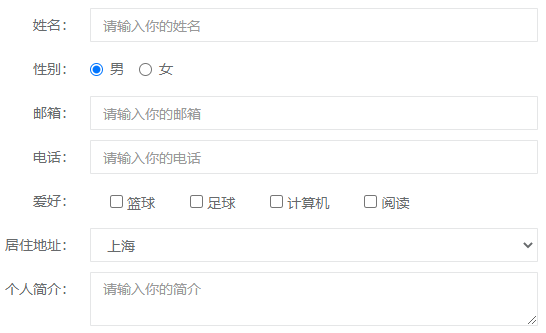 姓名： 请输入你的姓名
性别： 男 女
邮箱： 请输入你的邮箱
电话： 请输入你的电话
爱好： 篮球 足球 计算机 阅读
居住地址： 上海
个人简介： 请输入你的简介